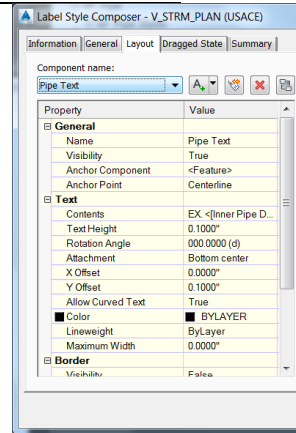 Label Style Composer - V_STRM_PLAN (USACE)
Information General Layout Dragged State Summary
Component name:
Pipe Text
Property Value
General
Name Pipe Text
Visibility True
Anchor Component <Feature>
Anchor Point Centerline
Text
Contents EX. <[Inner Pipe D...
Text Height 0.1000"
Rotation Angle 000.0000 (d)
Attachment Bottom center
X Offset 0.0000"
Y Offset 0.1000"
Allow Curved Text True
Color BYLAYER
Lineweight ByLayer
Maximum Width 0.0000"
Border
Visibility False